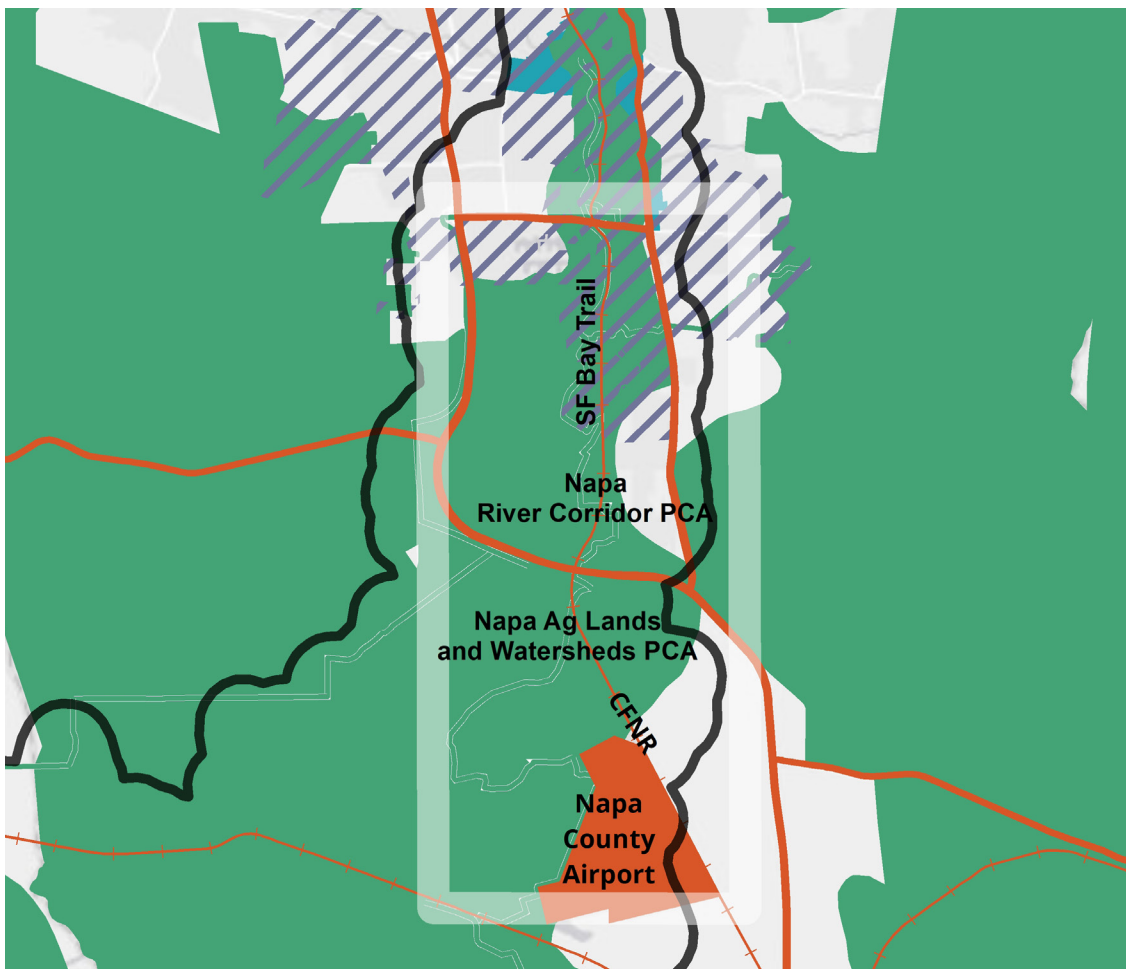 SF Bay Trail
Napa
River Corridor PCA
Napa Ag Lands
and Watersheds PCA
CFNR
Napa
County
Airport